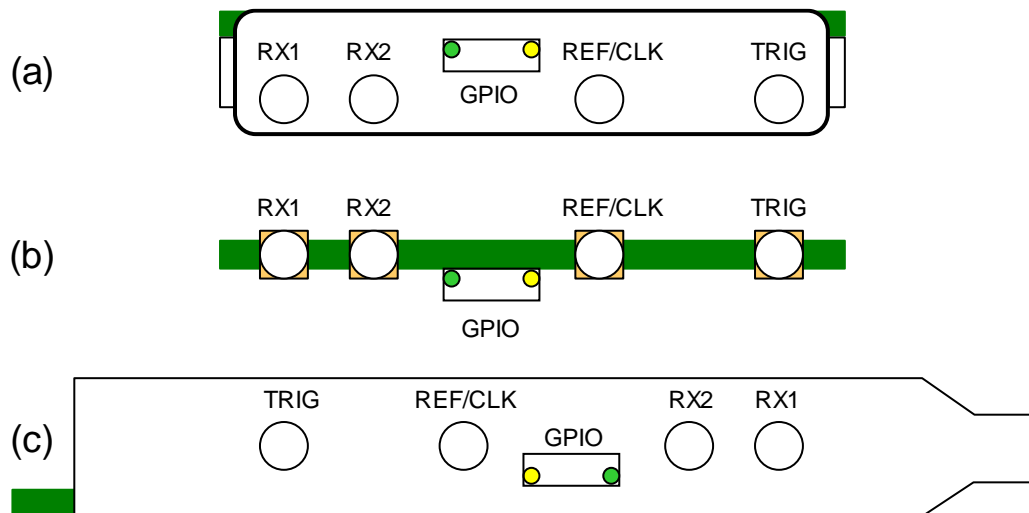 (a)
RX1 RX2 REF/CLK TRIG
GPIO
(b)
RX1 RX2 REF/CLK TRIG
GPIO
(c)
TRIG REF/CLK RX2 RX1
GPIO